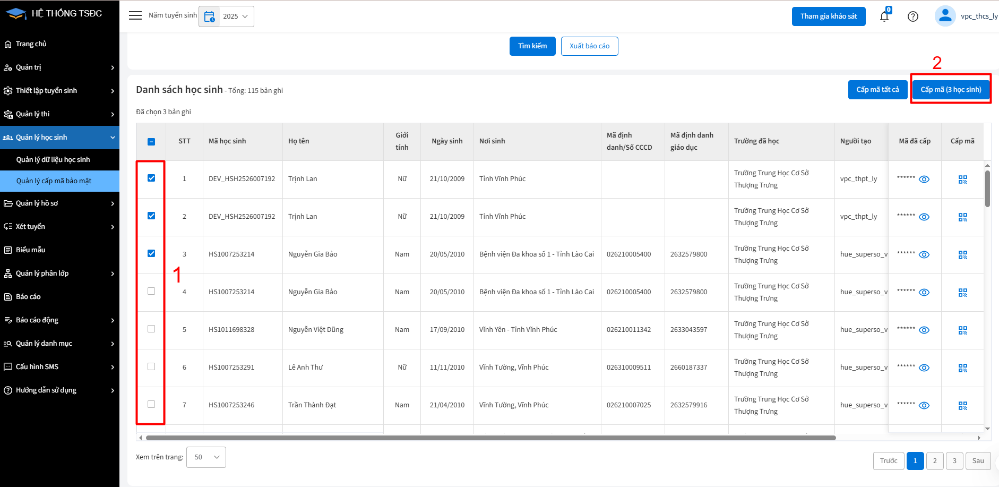 HỆ THỐNG TSĐC
Năm tuyển sinh
2025
Tham gia khảo sát
0
vpc_thcs_ly
Trang chủ
Quản trị
Thiết lập tuyển sinh
Quản lý thi
Quản lý học sinh
Quản lý dữ liệu học sinh
Quản lý cấp mã bảo mật
Quản lý hồ sơ
Xét tuyển
Biểu mẫu
Quản lý phân lớp
Báo cáo
Báo cáo động
Quản lý danh mục
Cấu hình SMS
Hướng dẫn sử dụng
Tìm kiếm
Xuất báo cáo
2
Danh sách học sinh - Tổng: 115 bản ghi
Cấp mã tất cả
Cấp mã (3 học sinh)
Đã chọn 3 bản ghi
STT Mã học sinh Họ tên Giới tính Ngày sinh Nơi sinh Mã định danh/Số CCCD Mã định danh giáo dục Trường đã học Người tạo Mã đã cấp Cấp mã
1 DEV_HSH2526007192 Trịnh Lan Nữ 21/10/2009 Tỉnh Vĩnh Phúc Trường Trung Học Cơ Sở Thượng Trưng vpc_thpt_ly ******
2 DEV_HSH2526007192 Trịnh Lan Nữ 21/10/2009 Tỉnh Vĩnh Phúc Trường Trung Học Cơ Sở Thượng Trưng vpc_thpt_ly ******
3 HS1007253214 Nguyễn Gia Bảo Nam 20/05/2010 Bệnh viện Đa khoa số 1 - Tỉnh Lào Cai 026210005400 2632579800 Trường Trung Học Cơ Sở Thượng Trưng hue_superso_v ******
1
4 HS1007253214 Nguyễn Gia Bảo Nam 20/05/2010 Bệnh viện Đa khoa số 1 - Tỉnh Lào Cai 026210005400 2632579800 Trường Trung Học Cơ Sở Thượng Trưng hue_superso_v ******
5 HS1011698328 Nguyễn Việt Dũng Nam 17/09/2010 Vĩnh Yên - Tỉnh Vĩnh Phúc 026210011342 2633043597 Trường Trung Học Cơ Sở Thượng Trưng hue_superso_v ******
6 HS1007253291 Lê Anh Thư Nữ 11/11/2010 Vĩnh Tường, Vĩnh Phúc 026310009511 2660187337 Trường Trung Học Cơ Sở Thượng Trưng hue_superso_v ******
7 HS1007253246 Trần Thành Đạt Nam 21/04/2010 Vĩnh Tường, Vĩnh Phúc 026210007025 2632579916 Trường Trung Học Cơ Sở Thượng Trưng hue_superso_v ******
Xem trên trang: 50
Trước 1 2 3 Sau